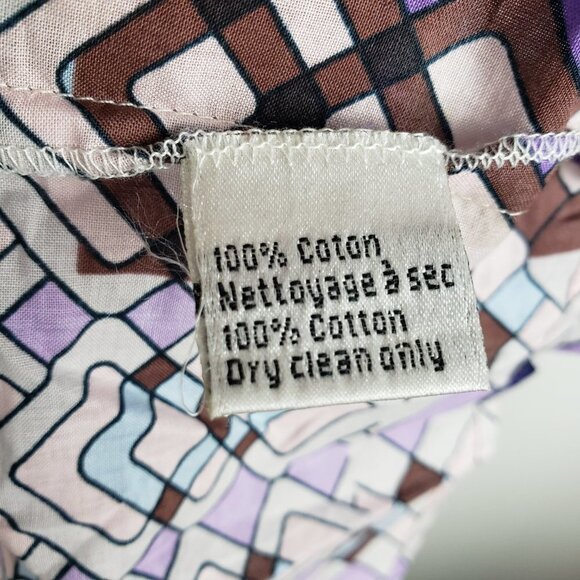 100% Coton
Nettoyage à sec
100% Cotton
Dry clean only